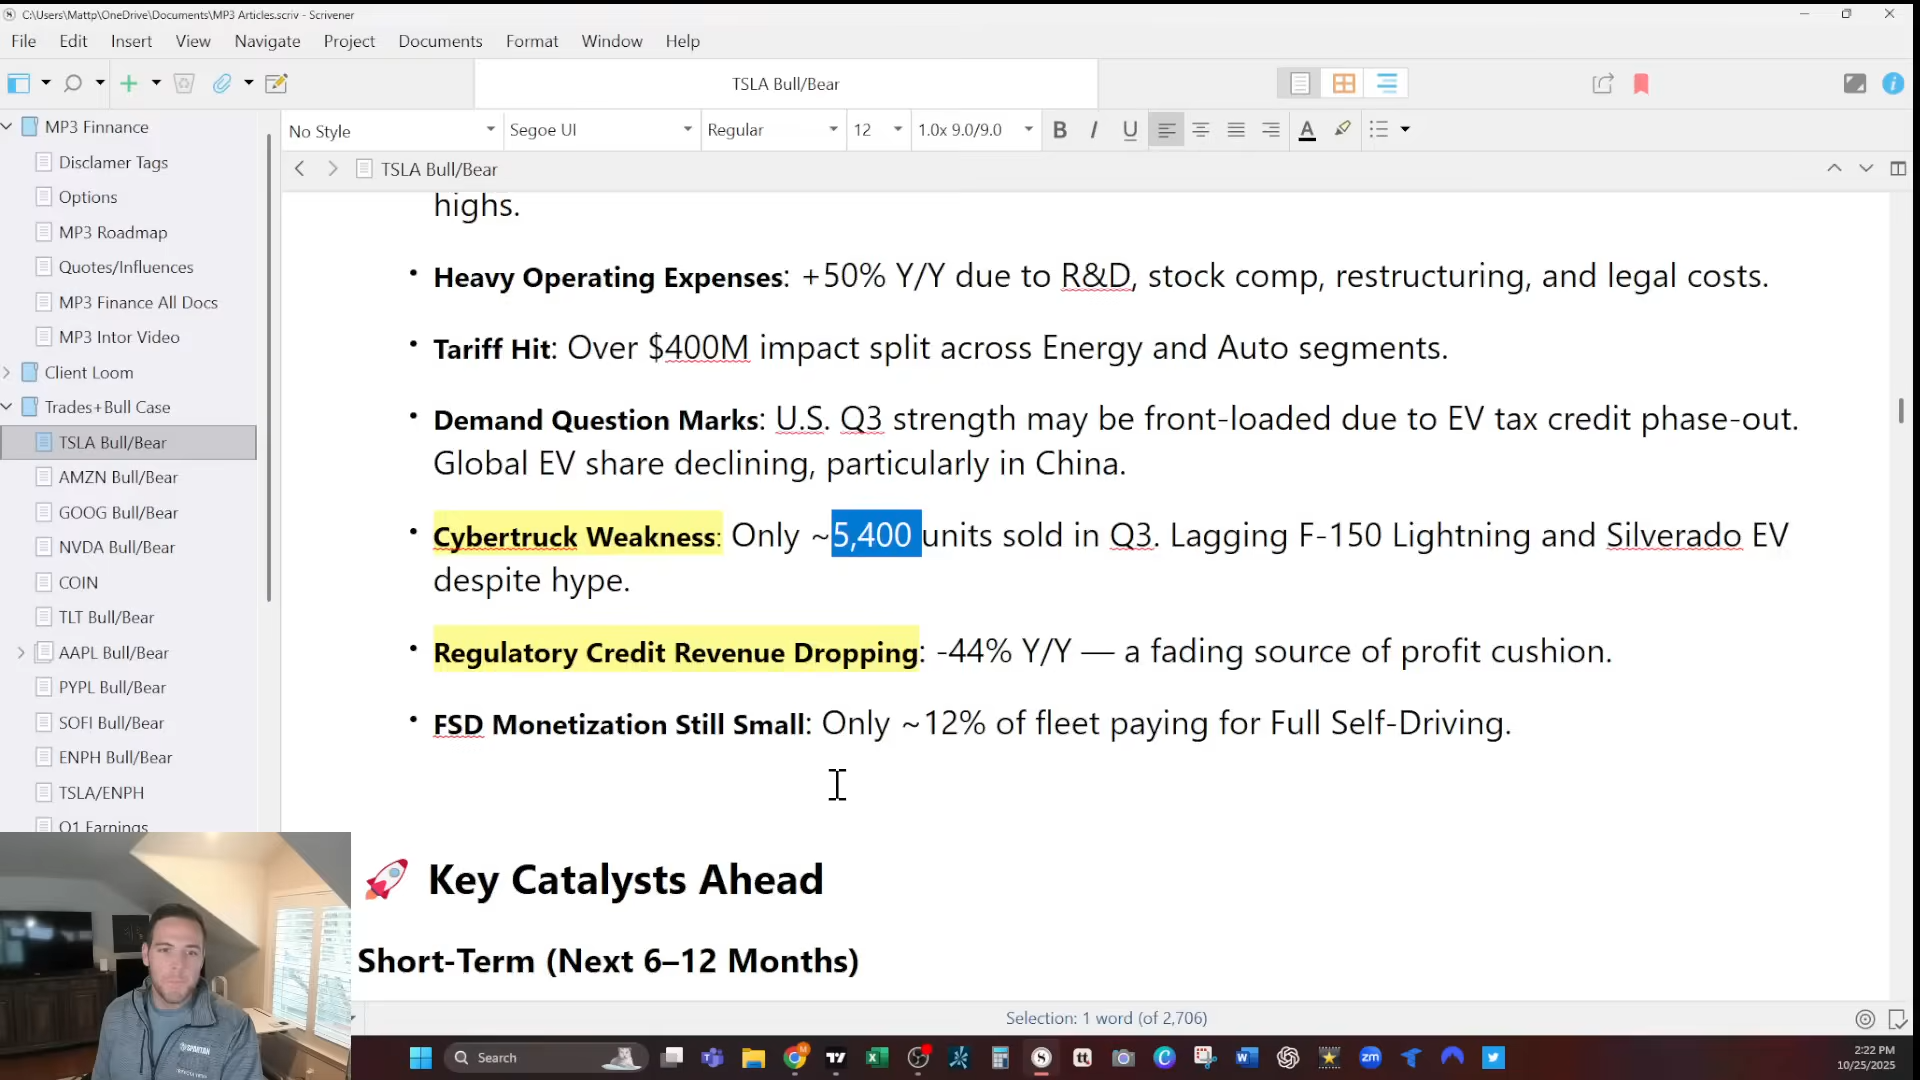 C:\Users\Mattp\OneDrive\Documents\MP3 Articles.scriv - Scrivener
File Edit Insert View Navigate Project Documents Format Window Help
TSLA Bull/Bear
No Style Segoe UI Regular 12 1.0x 9.0/9.0 B I U A
TSLA Bull/Bear
MP3 Finnance
Disclamer Tags
Options
MP3 Roadmap
Quotes/Influences
MP3 Finance All Docs
MP3 Intor Video
Client Loom
Trades+Bull Case
TSLA Bull/Bear
AMZN Bull/Bear
GOOG Bull/Bear
NVDA Bull/Bear
COIN
TLT Bull/Bear
AAPL Bull/Bear
PYPL Bull/Bear
SOFI Bull/Bear
ENPH Bull/Bear
TSLA/ENPH
Q1 Earnings
highs.
• Heavy Operating Expenses: +50% Y/Y due to R&D, stock comp, restructuring, and legal costs.
• Tariff Hit: Over $400M impact split across Energy and Auto segments.
• Demand Question Marks: U.S. Q3 strength may be front-loaded due to EV tax credit phase-out.
Global EV share declining, particularly in China.
• Cybertruck Weakness: Only ~5,400 units sold in Q3. Lagging F-150 Lightning and Silverado EV
despite hype.
• Regulatory Credit Revenue Dropping: -44% Y/Y — a fading source of profit cushion.
• FSD Monetization Still Small: Only ~12% of fleet paying for Full Self-Driving.
🚀 Key Catalysts Ahead
Short-Term (Next 6–12 Months)
Selection: 1 word (of 2,706)
Search
2:22 PM
10/25/2025